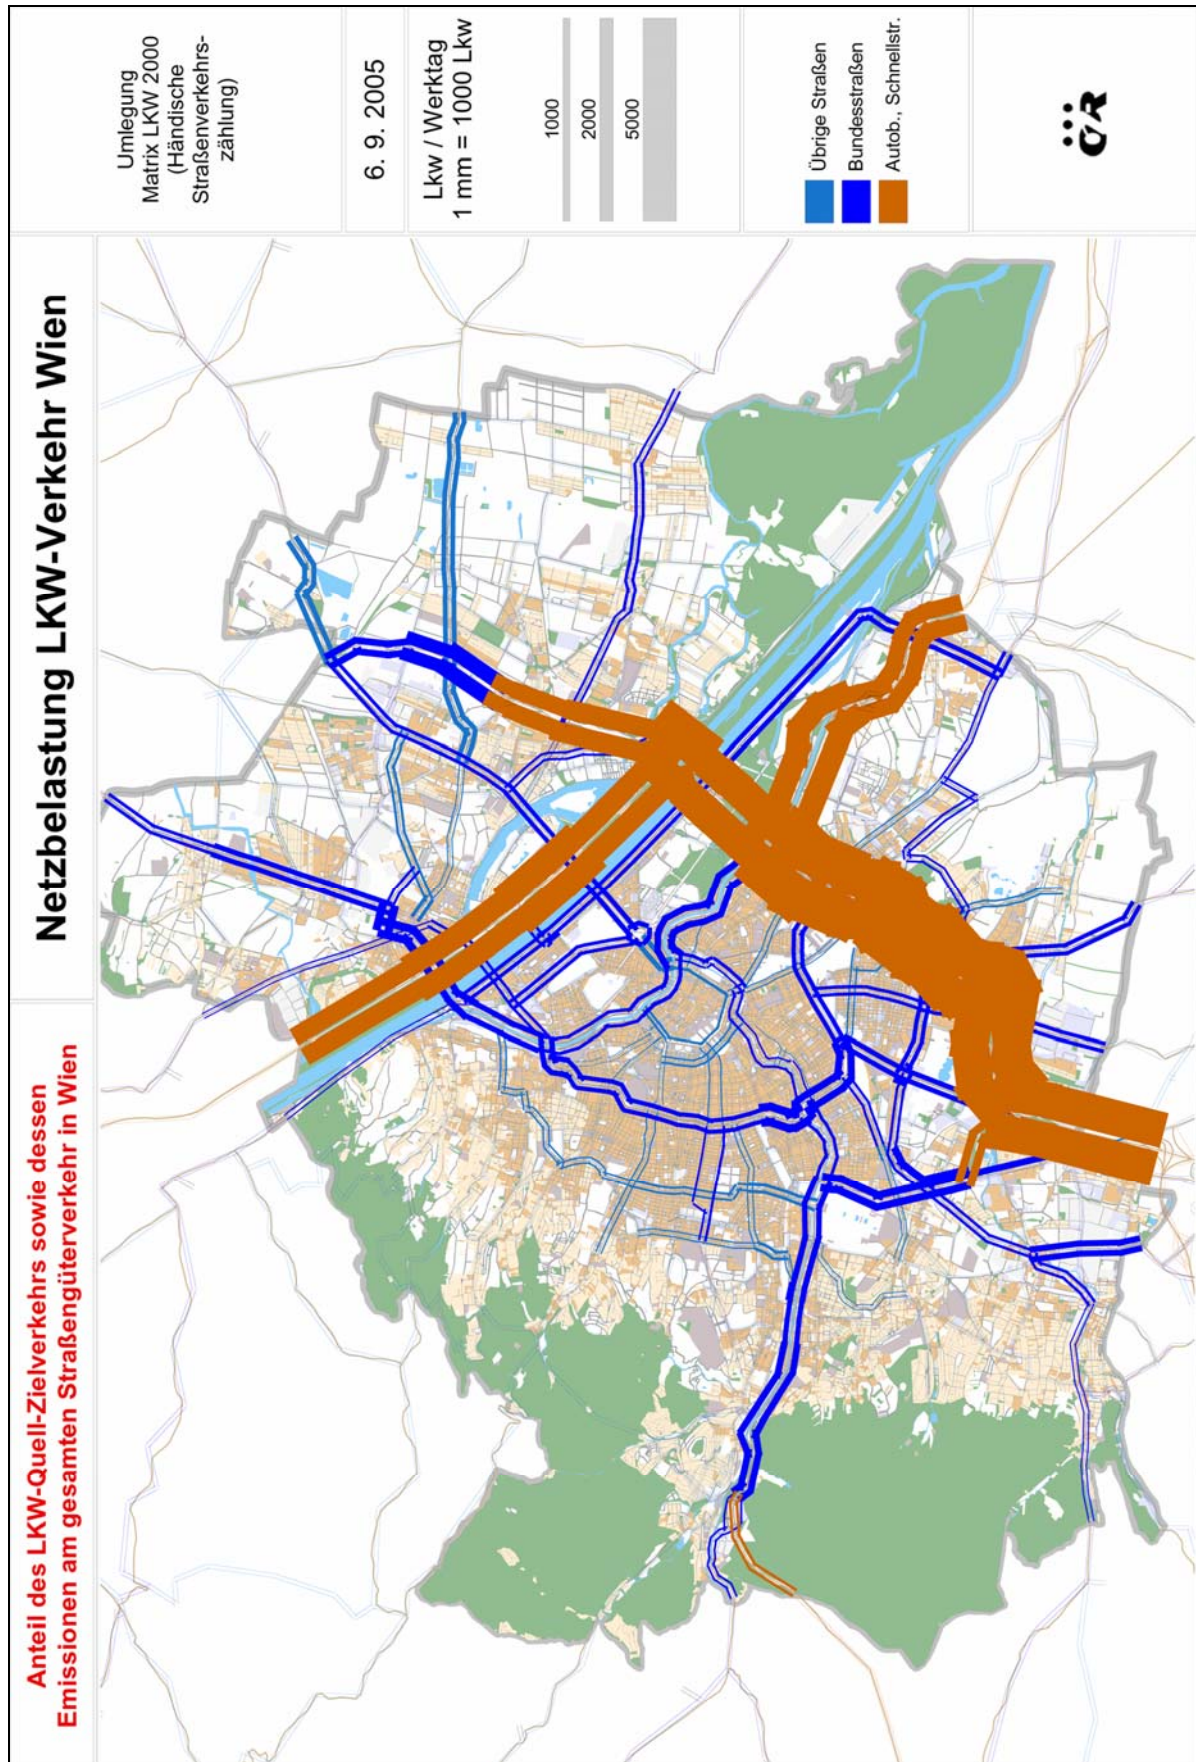 Anteil des LKW-Quell-Zielverkehrs sowie dessen
Emissionen am gesamten Straßengüterverkehr in Wien
Netzbelastung LKW-Verkehr Wien
Umlegung
Matrix LKW 2000
(Händische
Straßenverkehrs-
zählung)
6. 9. 2005
Lkw / Werktag
1 mm = 1000 Lkw
1000
2000
5000
Übrige Straßen
Bundesstraßen
Autob., Schnellstr.